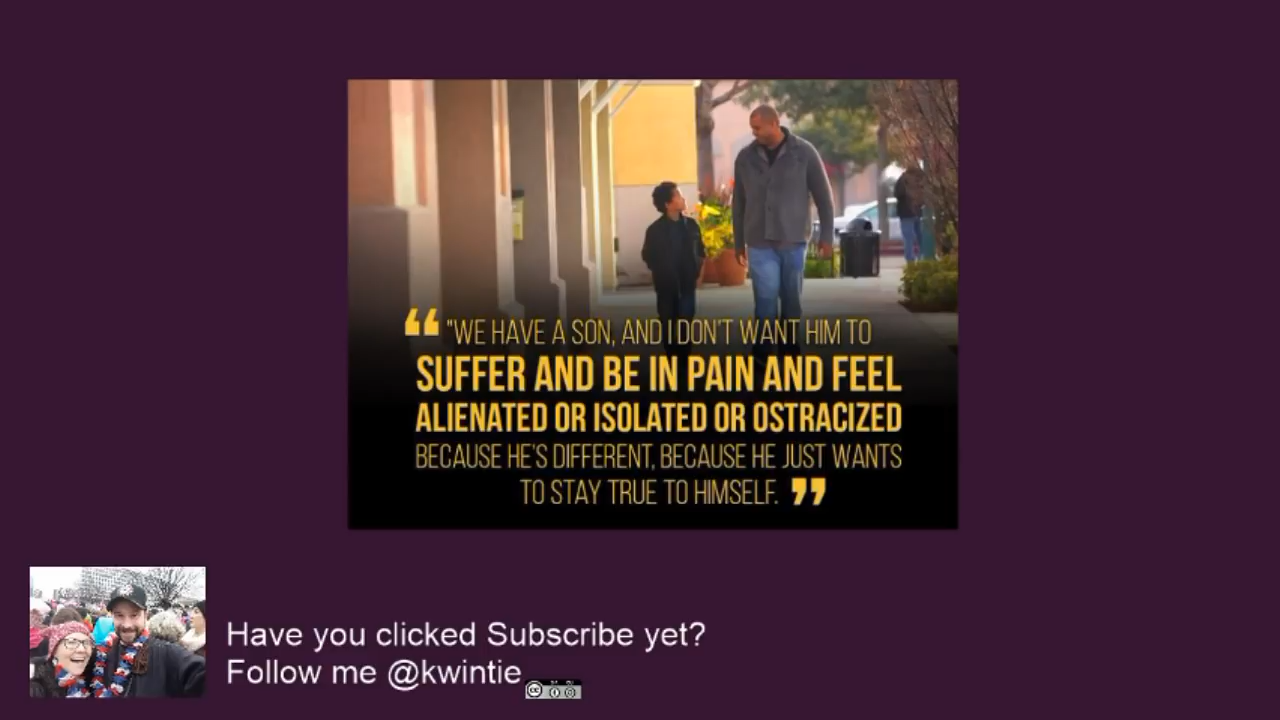 “ "WE HAVE A SON, AND I DON'T WANT HIM TO
SUFFER AND BE IN PAIN AND FEEL
ALIENATED OR ISOLATED OR OSTRACIZED
BECAUSE HE'S DIFFERENT, BECAUSE HE JUST WANTS
TO STAY TRUE TO HIMSELF. ”
Have you clicked Subscribe yet?
Follow me @kwintie
cc